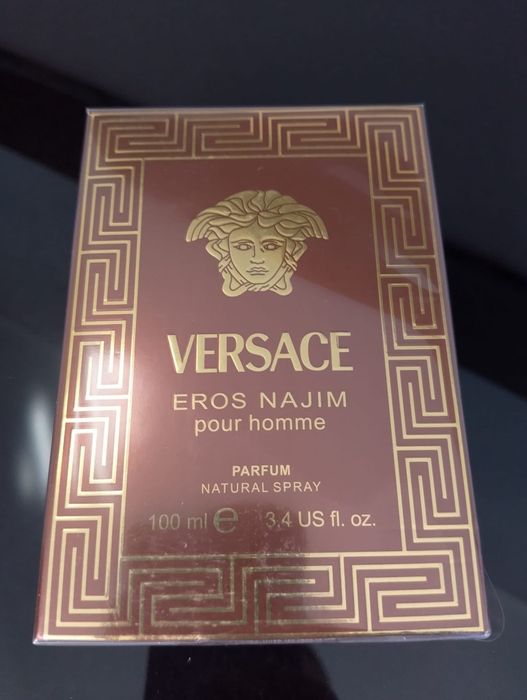 VERSACE
EROS NAJIM
pour homme
PARFUM
NATURAL SPRAY
100 ml ℮ 3.4 US fl. oz.